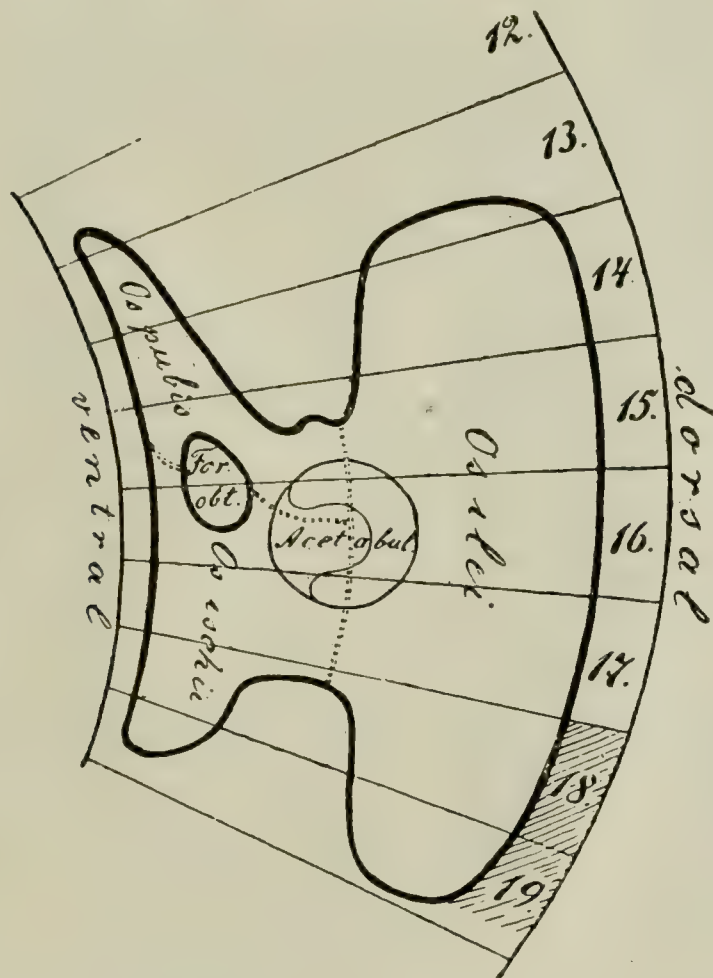 12.
13.
14.
15.
16.
17.
18.
19.
dorsal
ventral
Os pubis
For.
obt.
Acetabul.
Os ilei
Os ischii